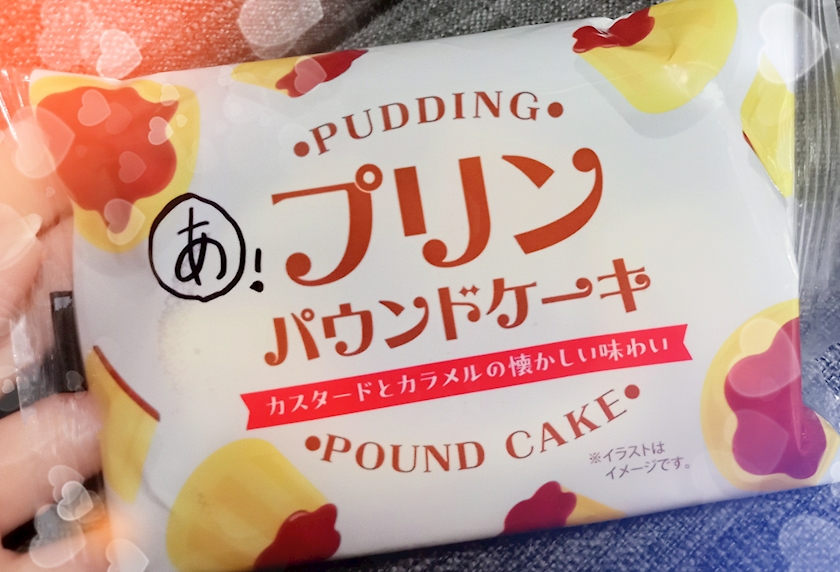 PUDDING
あ!
プリン
パウンドケーキ
カスタードとカラメルの懐かしい味わい
POUND CAKE
※イラストは
イメージです。